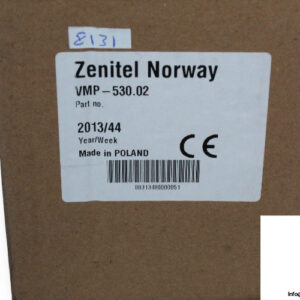 8131
Zenitel Norway
VMP-530.02
Part no.
2013/44
Year/Week
Made in POLAND
CE